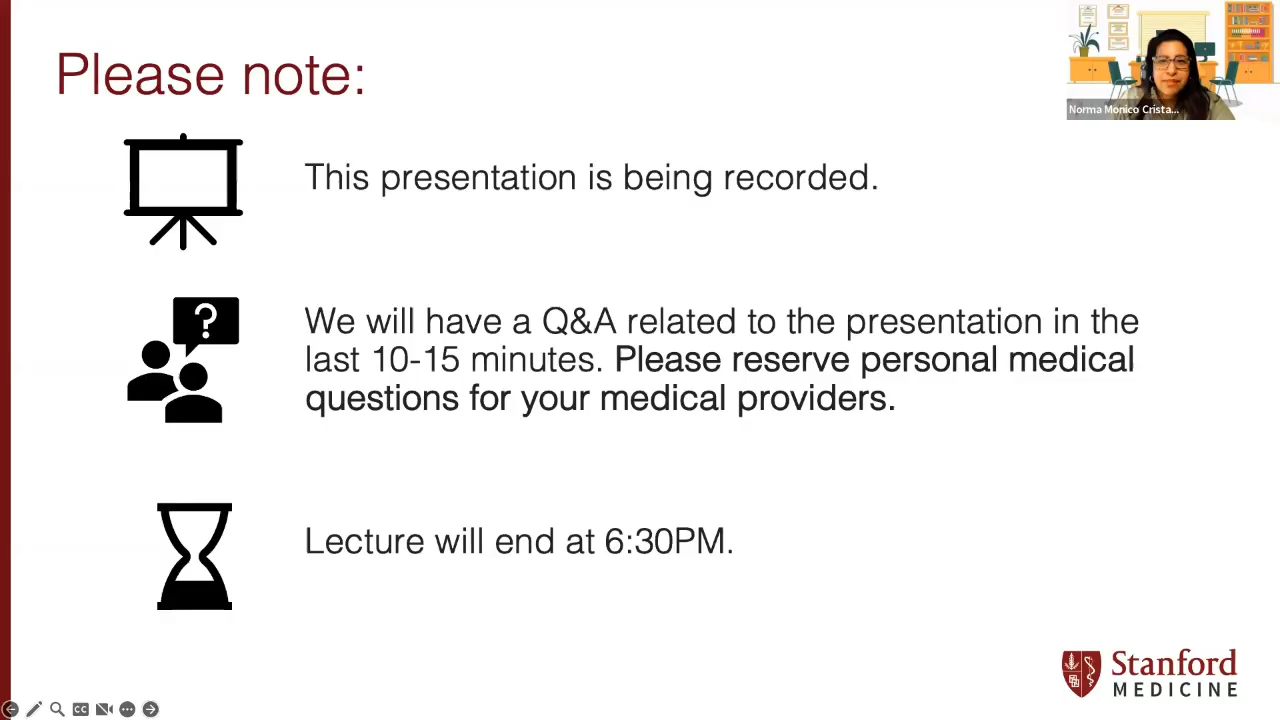 Please note:
Norma Monico Crista...
This presentation is being recorded.
?
We will have a Q&A related to the presentation in the
last 10-15 minutes. Please reserve personal medical
questions for your medical providers.
Lecture will end at 6:30PM.
Stanford
MEDICINE
CC